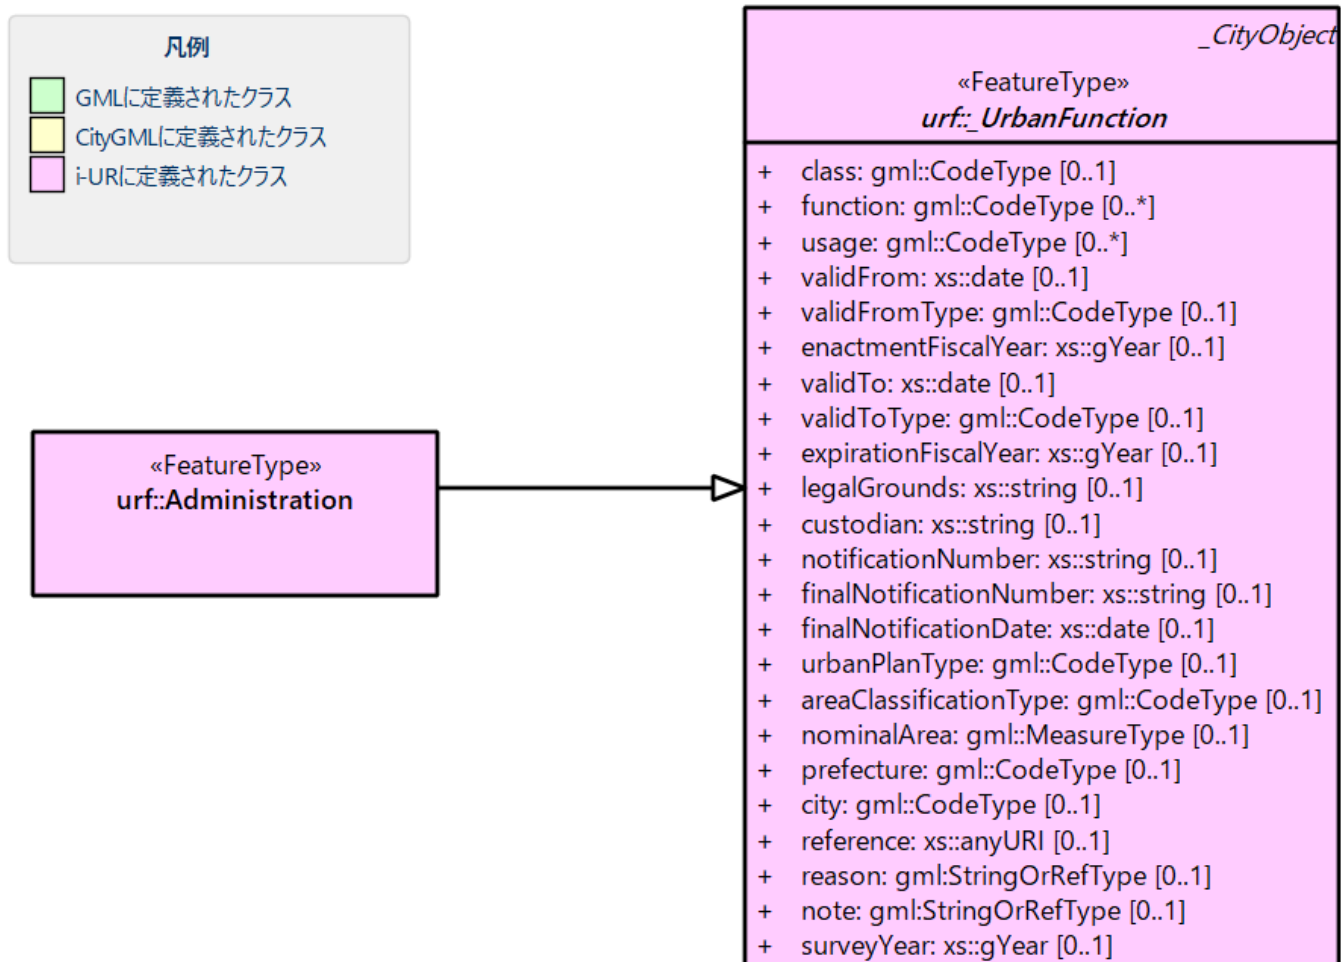 凡例
GMLに定義されたクラス
CityGMLに定義されたクラス
i-URに定義されたクラス
«FeatureType»
urf::Administration
_CityObject
«FeatureType»
urf::_UrbanFunction
+ class: gml::CodeType [0..1]
+ function: gml::CodeType [0..*]
+ usage: gml::CodeType [0..*]
+ validFrom: xs::date [0..1]
+ validFromType: gml::CodeType [0..1]
+ enactmentFiscalYear: xs::gYear [0..1]
+ validTo: xs::date [0..1]
+ validToType: gml::CodeType [0..1]
+ expirationFiscalYear: xs::gYear [0..1]
+ legalGrounds: xs::string [0..1]
+ custodian: xs::string [0..1]
+ notificationNumber: xs::string [0..1]
+ finalNotificationNumber: xs::string [0..1]
+ finalNotificationDate: xs::date [0..1]
+ urbanPlanType: gml::CodeType [0..1]
+ areaClassificationType: gml::CodeType [0..1]
+ nominalArea: gml::MeasureType [0..1]
+ prefecture: gml::CodeType [0..1]
+ city: gml::CodeType [0..1]
+ reference: xs::anyURI [0..1]
+ reason: gml:StringOrRefType [0..1]
+ note: gml:StringOrRefType [0..1]
+ surveyYear: xs::gYear [0..1]